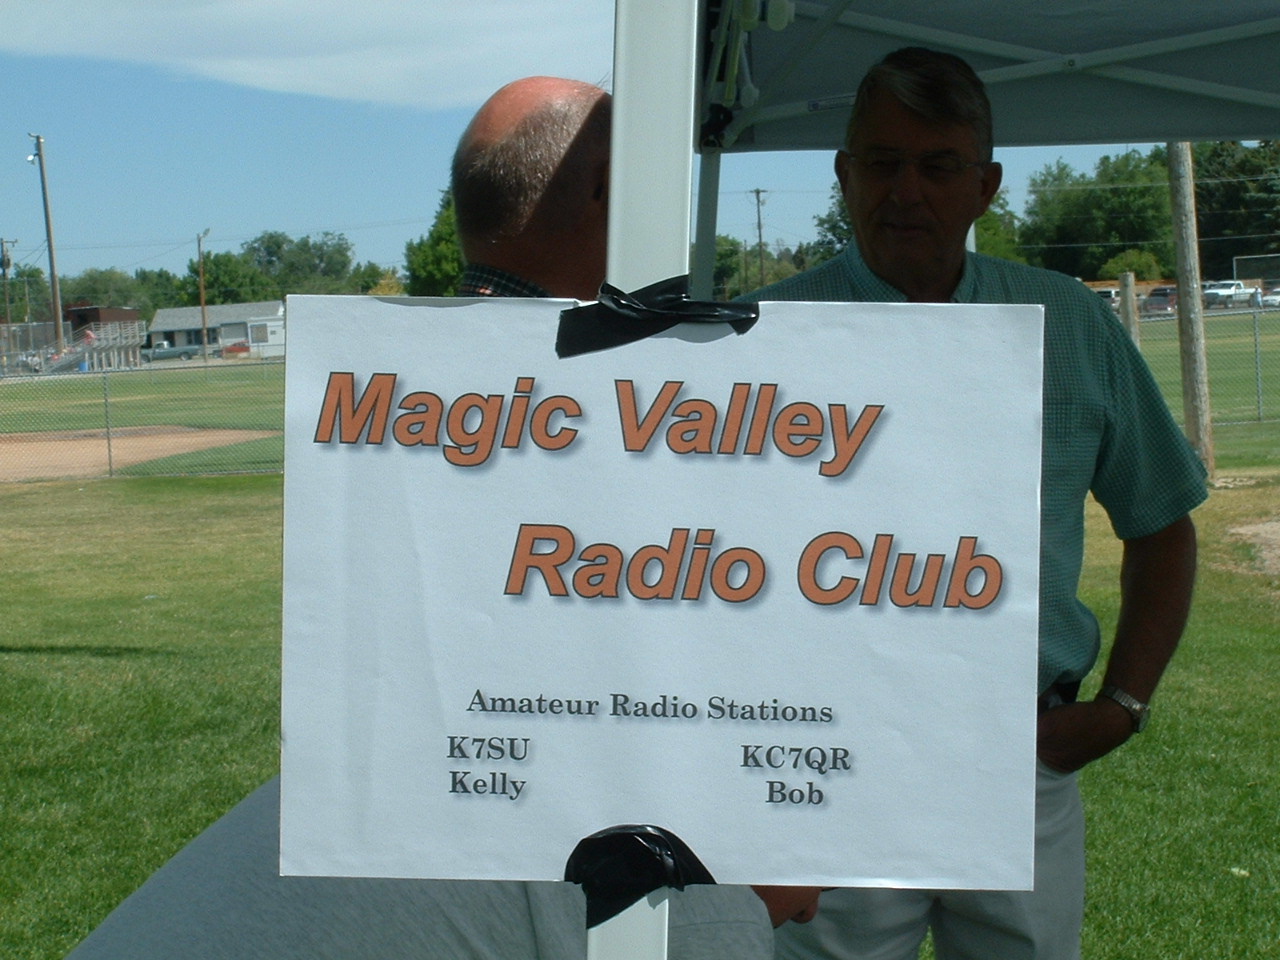 Magic Valley
Radio Club
Amateur Radio Stations
K7SU KC7QR
Kelly Bob